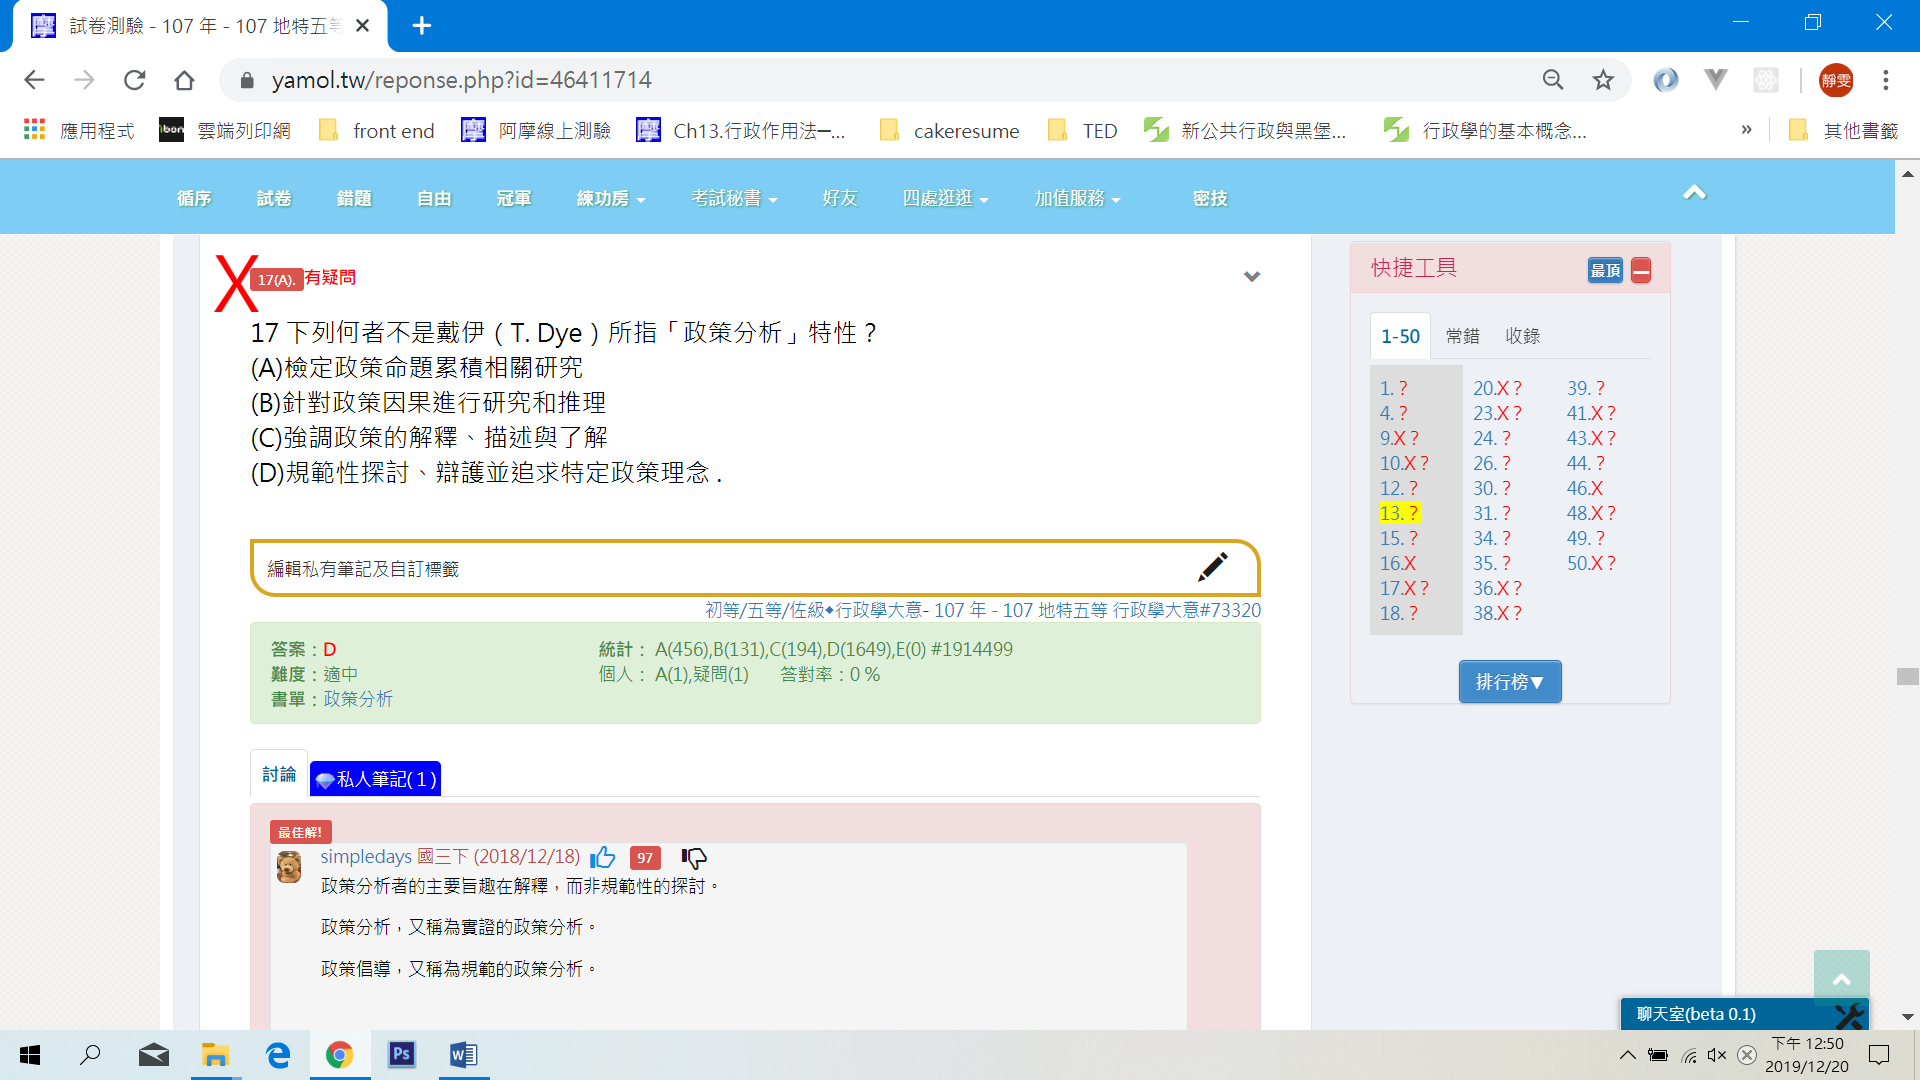 試卷測驗 - 107 年 - 107 地特五等
yamol.tw/reponse.php?id=46411714
靜雯
應用程式
ibon 雲端列印網
front end
摩 阿摩線上測驗
摩 Ch13.行政作用法—...
cakeresume
TED
新公共行政與黑堡...
行政學的基本概念...
»
其他書籤
循序 試卷 錯題 自由 冠軍 練功房 考試秘書 好友 四處逛逛 加值服務 密技
X 17(A). 有疑問
17 下列何者不是戴伊 ( T. Dye ) 所指「政策分析」特性？
(A)檢定政策命題累積相關研究
(B)針對政策因果進行研究和推理
(C)強調政策的解釋、描述與了解
(D)規範性探討、辯護並追求特定政策理念 .
編輯私有筆記及自訂標籤
初等/五等/佐級◆行政學大意- 107 年 - 107 地特五等 行政學大意#73320
答案：D
難度：適中
書單：政策分析
統計： A(456),B(131),C(194),D(1649),E(0) #1914499
個人： A(1),疑問(1) 答對率：0 %
討論 私人筆記( 1 )
最佳解!
simpledays 國三下 (2018/12/18) 97
政策分析者的主要旨趣在解釋，而非規範性的探討。
政策分析，又稱為實證的政策分析。
政策倡導，又稱為規範的政策分析。
快捷工具 最頂
1-50 常錯 收錄
1. ?
4. ?
9.X ?
10.X ?
12. ?
13. ?
15. ?
16.X
17.X ?
18. ?
20.X ?
23.X ?
24. ?
26. ?
30. ?
31. ?
34. ?
35. ?
36.X ?
38.X ?
39. ?
41.X ?
43.X ?
44. ?
46.X
48.X ?
49. ?
50.X ?
排行榜▼
聊天室(beta 0.1)
Ps
下午 12:50
2019/12/20